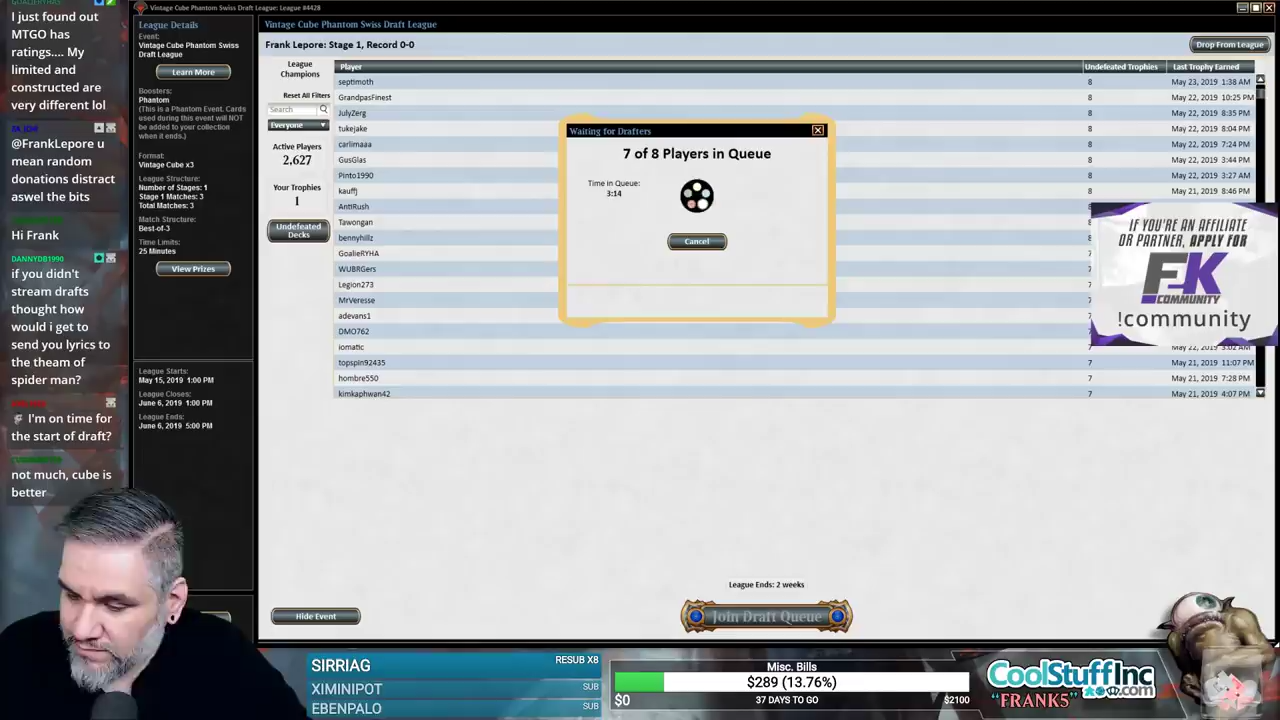 I just found out
MTGO has
ratings.... My
limited and
constructed are
very different lol
@FrankLepore u
mean random
donations distract
aswel the bits
Hi Frank
DANNYDB1990
if you didn't
stream drafts
thought how
would i get to
send you lyrics to
the theam of
spider man?
I'm on time for
the start of draft?
not much, cube is
better
Vintage Cube Phantom Swiss Draft League: League #4428
League Details
Event:
Vintage Cube Phantom Swiss
Draft League
Learn More
Boosters:
Phantom
(This is a Phantom Event. Cards
used during this event will NOT
be added to your collection
when it ends.)
Format:
Vintage Cube x3
League Structure:
Number of Stages: 1
Stage 1 Matches: 3
Total Matches: 3
Match Structure:
Best-of-3
Time Limits:
25 Minutes
View Prizes
League Starts:
May 15, 2019 1:00 PM
League Closes:
June 6, 2019 1:00 PM
League Ends:
June 6, 2019 5:00 PM
Vintage Cube Phantom Swiss Draft League
Frank Lepore: Stage 1, Record 0-0
Drop From League
League
Champions
Reset All Filters
Search
Everyone
Active Players
2,627
Your Trophies
1
Undefeated
Decks
Player Undefeated Trophies Last Trophy Earned
septimoth 8 May 23, 2019 1:38 AM
GrandpasFinest 8 May 22, 2019 10:25 PM
JulyZerg 8 May 22, 2019 8:35 PM
tukejake 8 May 22, 2019 8:04 PM
carlimaaa 8 May 22, 2019 7:24 PM
GusGlas 8 May 22, 2019 3:44 PM
Pinto1990 8 May 22, 2019 3:27 AM
kauffj 8 May 21, 2019 8:46 PM
AntiRush
Tawongan
bennyhillz
GoalieRYHA
WUBRGers
Legion273
MrVeresse
adevans1
DMO762
iomatic 7 May 22, 2019 3:02 AM
topspin92435 7 May 21, 2019 11:07 PM
hombre550 7 May 21, 2019 7:28 PM
kimkaphwan42 7 May 21, 2019 4:07 PM
Waiting for Drafters
7 of 8 Players in Queue
Time in Queue:
3:14
Cancel
IF YOU'RE AN AFFILIATE
OR PARTNER, APPLY FOR
F2K
COMMUNITY
!community
League Ends: 2 weeks
Hide Event
Join Draft Queue
SIRRIAG RESUB X8
XIMINIPOT SUB
EBENPALO SUB
Misc. Bills
$289 (13.76%)
$0 37 DAYS TO GO $2100
CoolStuffInc
.com
"FRANKS"